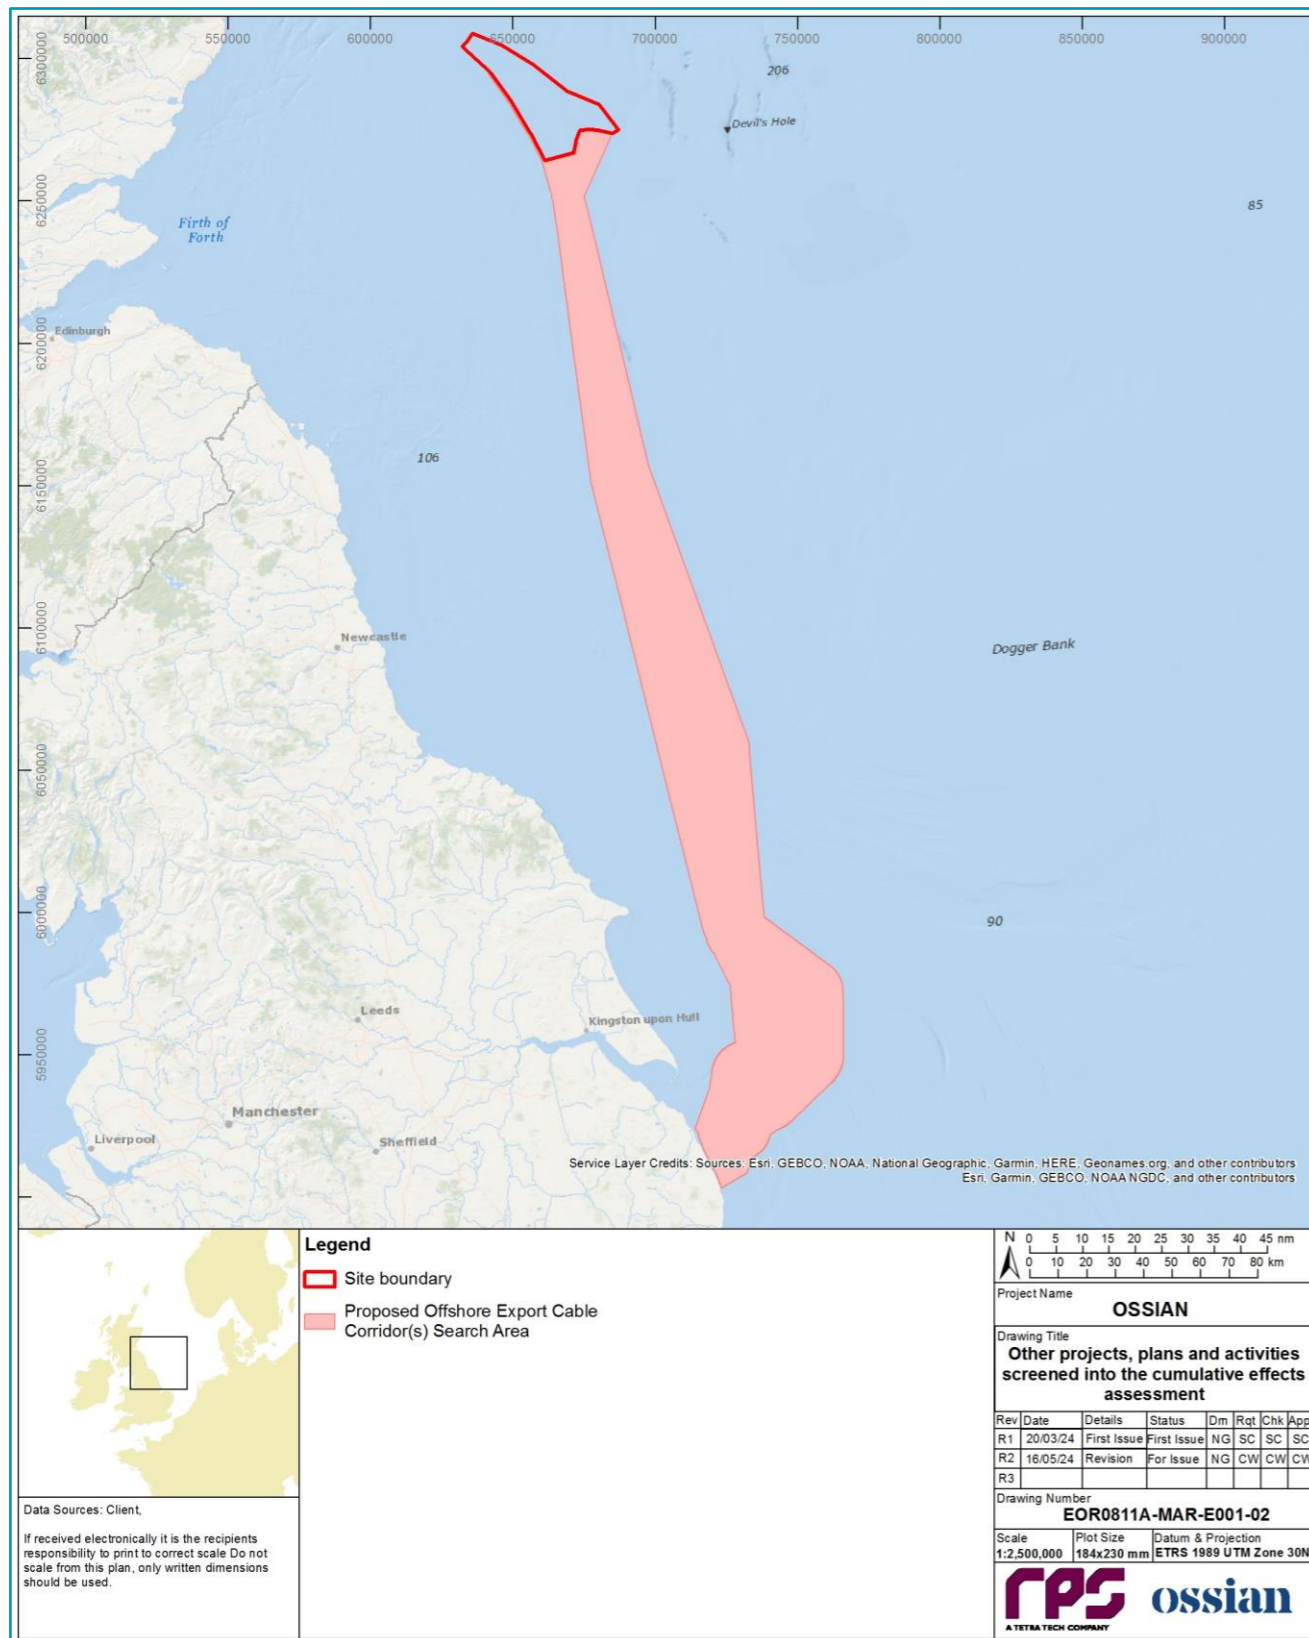 500000
550000
600000
650000
700000
750000
800000
850000
900000
6300000
6250000
6200000
6150000
6100000
6050000
6000000
5950000
206
Devil's Hole
85
Firth of
Forth
Edinburgh
106
Newcastle
Dogger Bank
90
Leeds
Kingston upon Hull
Manchester
Liverpool
Sheffield
Service Layer Credits: Sources: Esri, GEBCO, NOAA, National Geographic, Garmin, HERE, Geonames.org, and other contributors
Esri, Garmin, GEBCO, NOAA NGDC, and other contributors
Legend
Site boundary
Proposed Offshore Export Cable
Corridor(s) Search Area
Data Sources: Client,
If received electronically it is the recipients
responsibility to print to correct scale Do not
scale from this plan, only written dimensions
should be used.
N 0 5 10 15 20 25 30 35 40 45 nm
0 10 20 30 40 50 60 70 80 km
Project Name
OSSIAN
Drawing Title
Other projects, plans and activities
screened into the cumulative effects
assessment
Rev Date Details Status Dm Rqt Chk App
R1 20/03/24 First Issue First Issue NG SC SC SC
R2 16/05/24 Revision For Issue NG CW CW CW
R3
Drawing Number
EOR0811A-MAR-E001-02
Scale Plot Size Datum & Projection
1:2,500,000 184x230 mm ETRS 1989 UTM Zone 30N
rps ossian
A TETRA TECH COMPANY